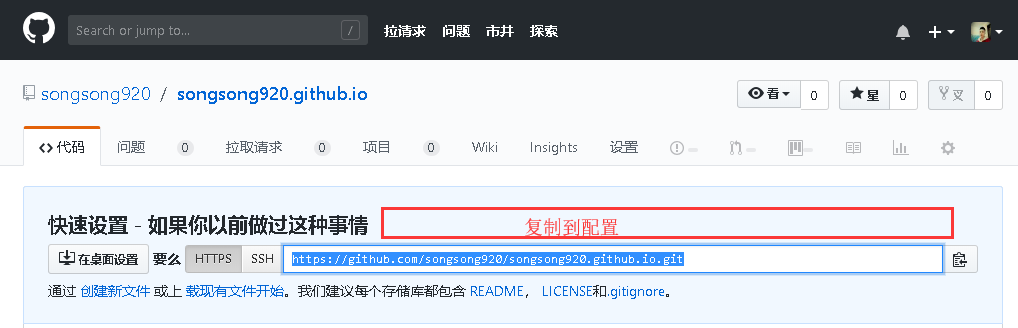 Search or jump to... / 拉请求 问题 市井 探索
songsong920 / songsong920.github.io 看 0 星 0 叉 0
代码 问题 0 拉取请求 0 项目 0 Wiki Insights 设置
快速设置 - 如果你以前做过这种事情
复制到配置
在桌面设置 要么 HTTPS SSH https://github.com/songsong920/songsong920.github.io.git
通过 创建新文件 或上 载现有文件开始。我们建议每个存储库都包含 README， LICENSE和.gitignore。